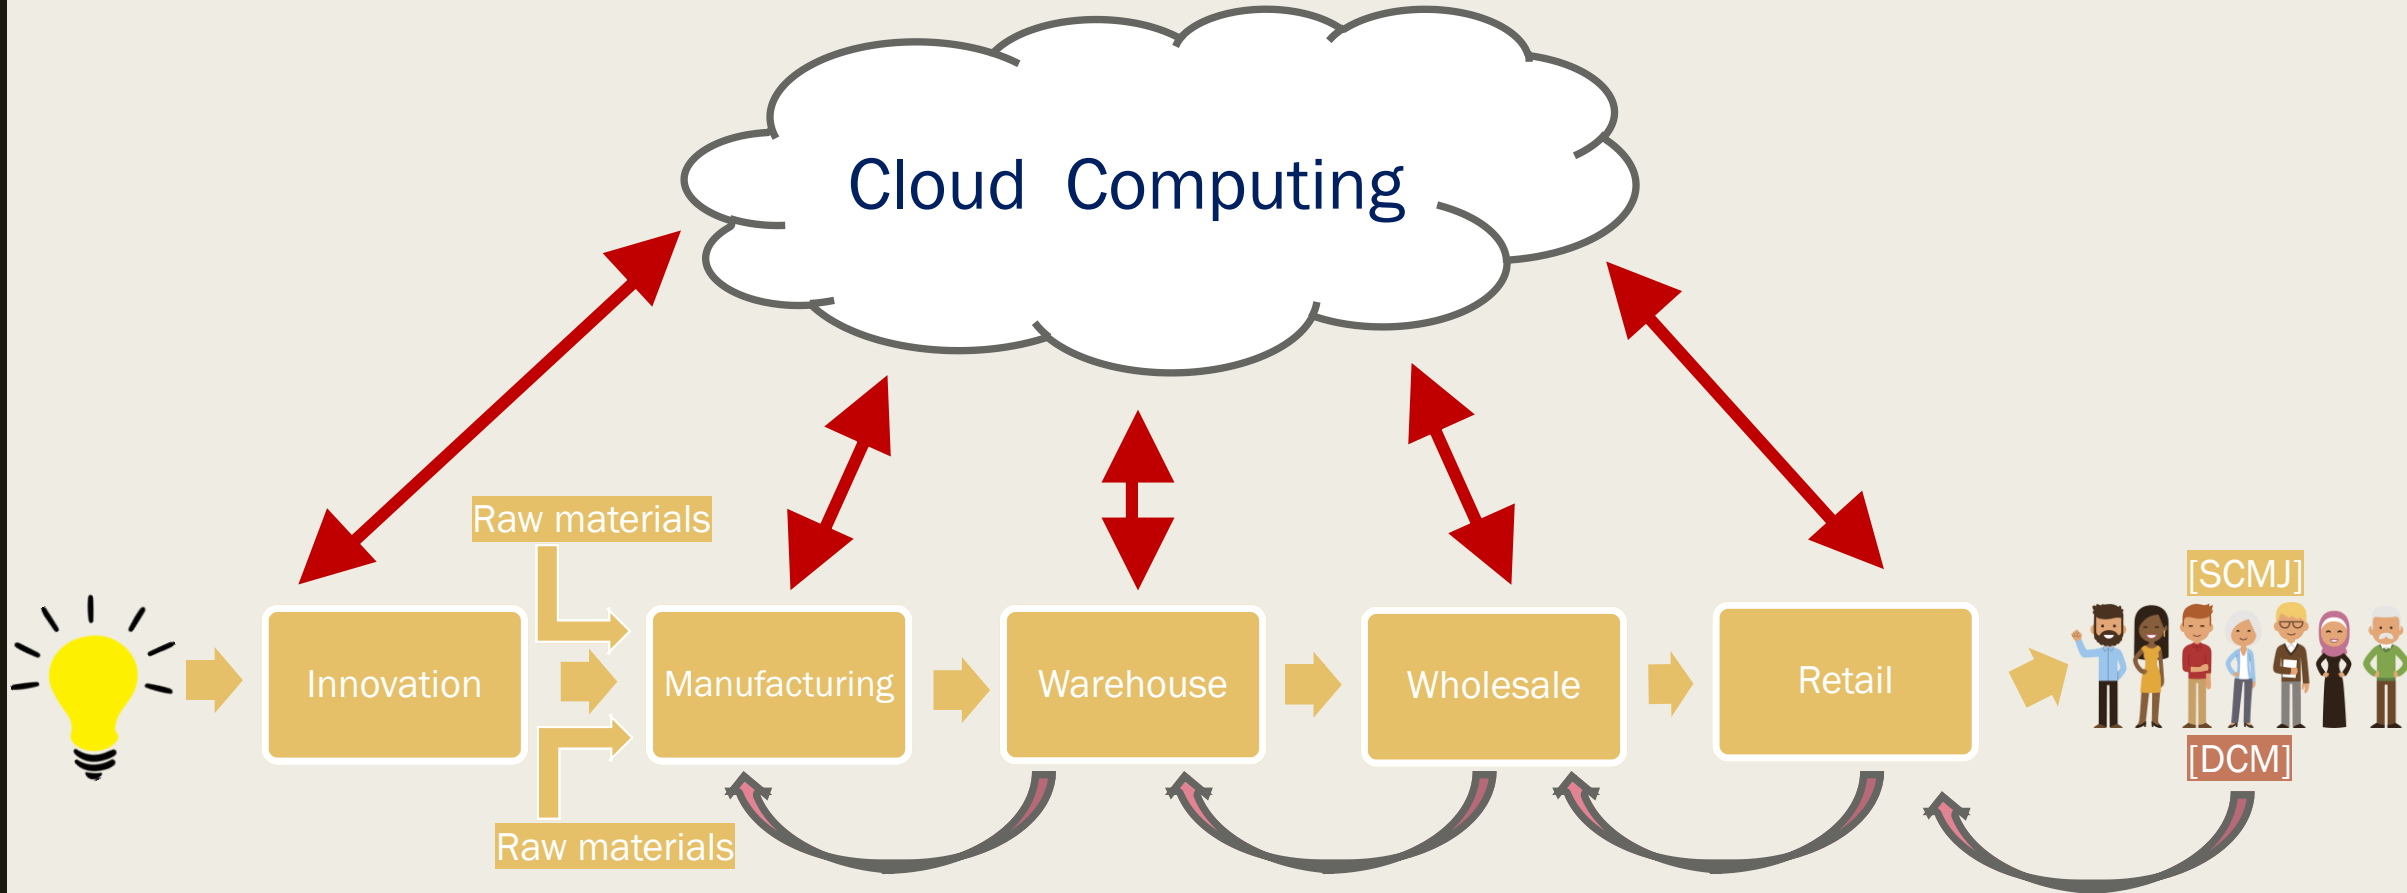 Cloud Computing
Raw materials
[SCMJ]
Innovation
Manufacturing
Warehouse
Wholesale
Retail
[DCM]
Raw materials